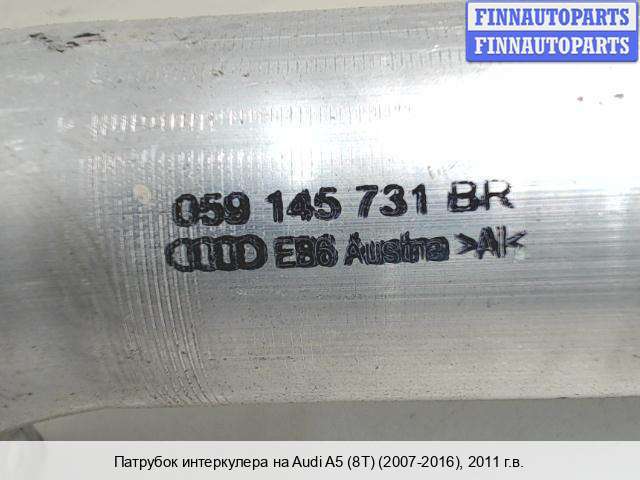 FINNAUTOPARTS
FINNAUTOPARTS
059 145 731 BR
EB6 Austria >Al<
Патрубок интеркулера на Audi A5 (8T) (2007-2016), 2011 г.в.